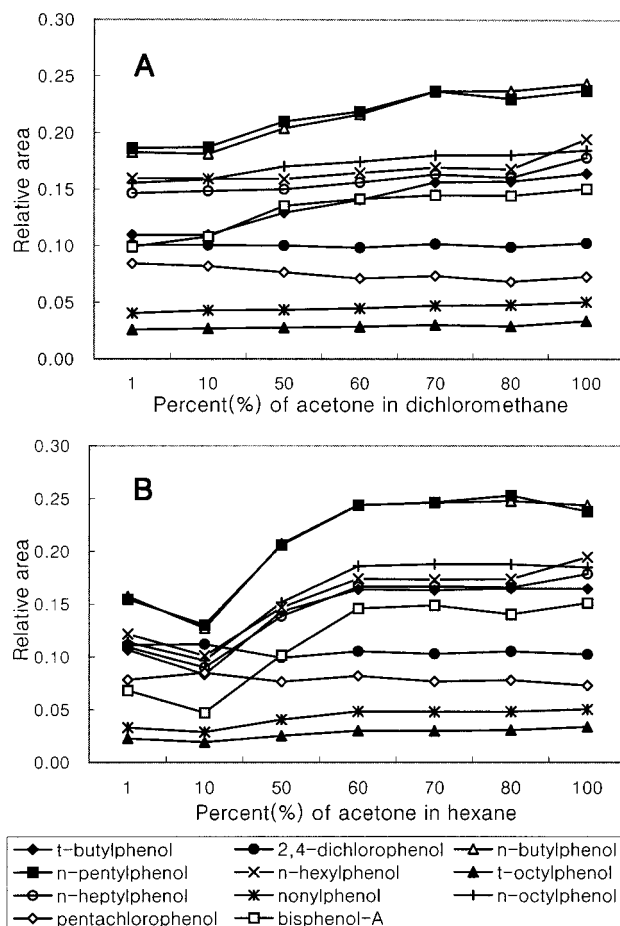 0.30
A
0.25
0.20
0.15
0.10
0.05
0.00
Relative area
1 10 50 60 70 80 100
Percent(%) of acetone in dichloromethane
0.30
B
0.25
0.20
0.15
0.10
0.05
0.00
Relative area
1 10 50 60 70 80 100
Percent(%) of acetone in hexane
t-butylphenol 2,4-dichlorophenol n-butylphenol
n-pentylphenol n-hexylphenol t-octylphenol
n-heptylphenol nonylphenol n-octylphenol
pentachlorophenol bisphenol-A